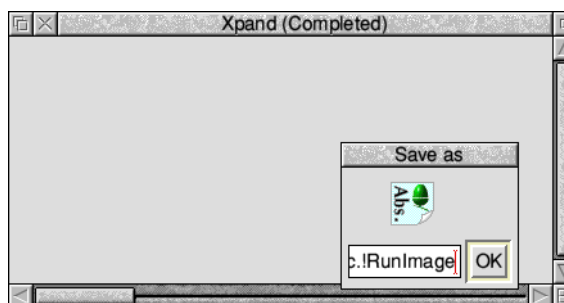 Xpand (Completed)
Save as
Abs.
c.!RunImage
OK